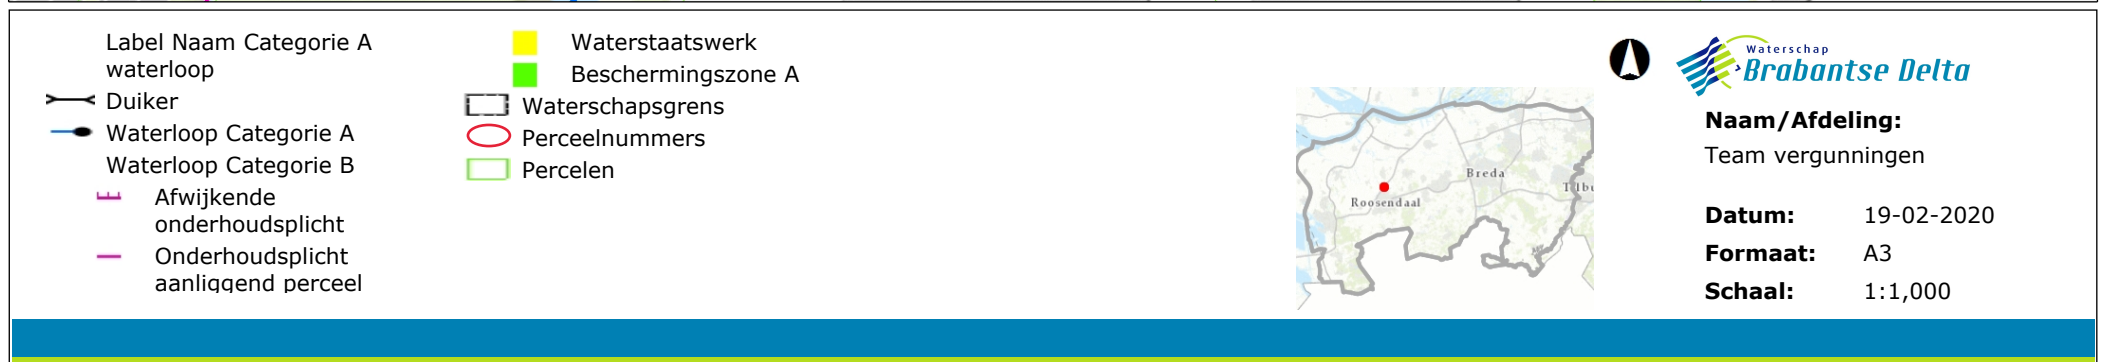 Label Naam Categorie A
waterloop
Duiker
Waterloop Categorie A
Waterloop Categorie B
Afwijkende
onderhoudsplicht
Onderhoudsplicht
aanliggend perceel
Waterstaatswerk
Beschermingszone A
Waterschapsgrens
Perceelnummers
Percelen
Breda
Roosendaal
Waterschap
Brabantse Delta
Naam/Afdeling:
Team vergunningen
Datum: 19-02-2020
Formaat: A3
Schaal: 1:1,000